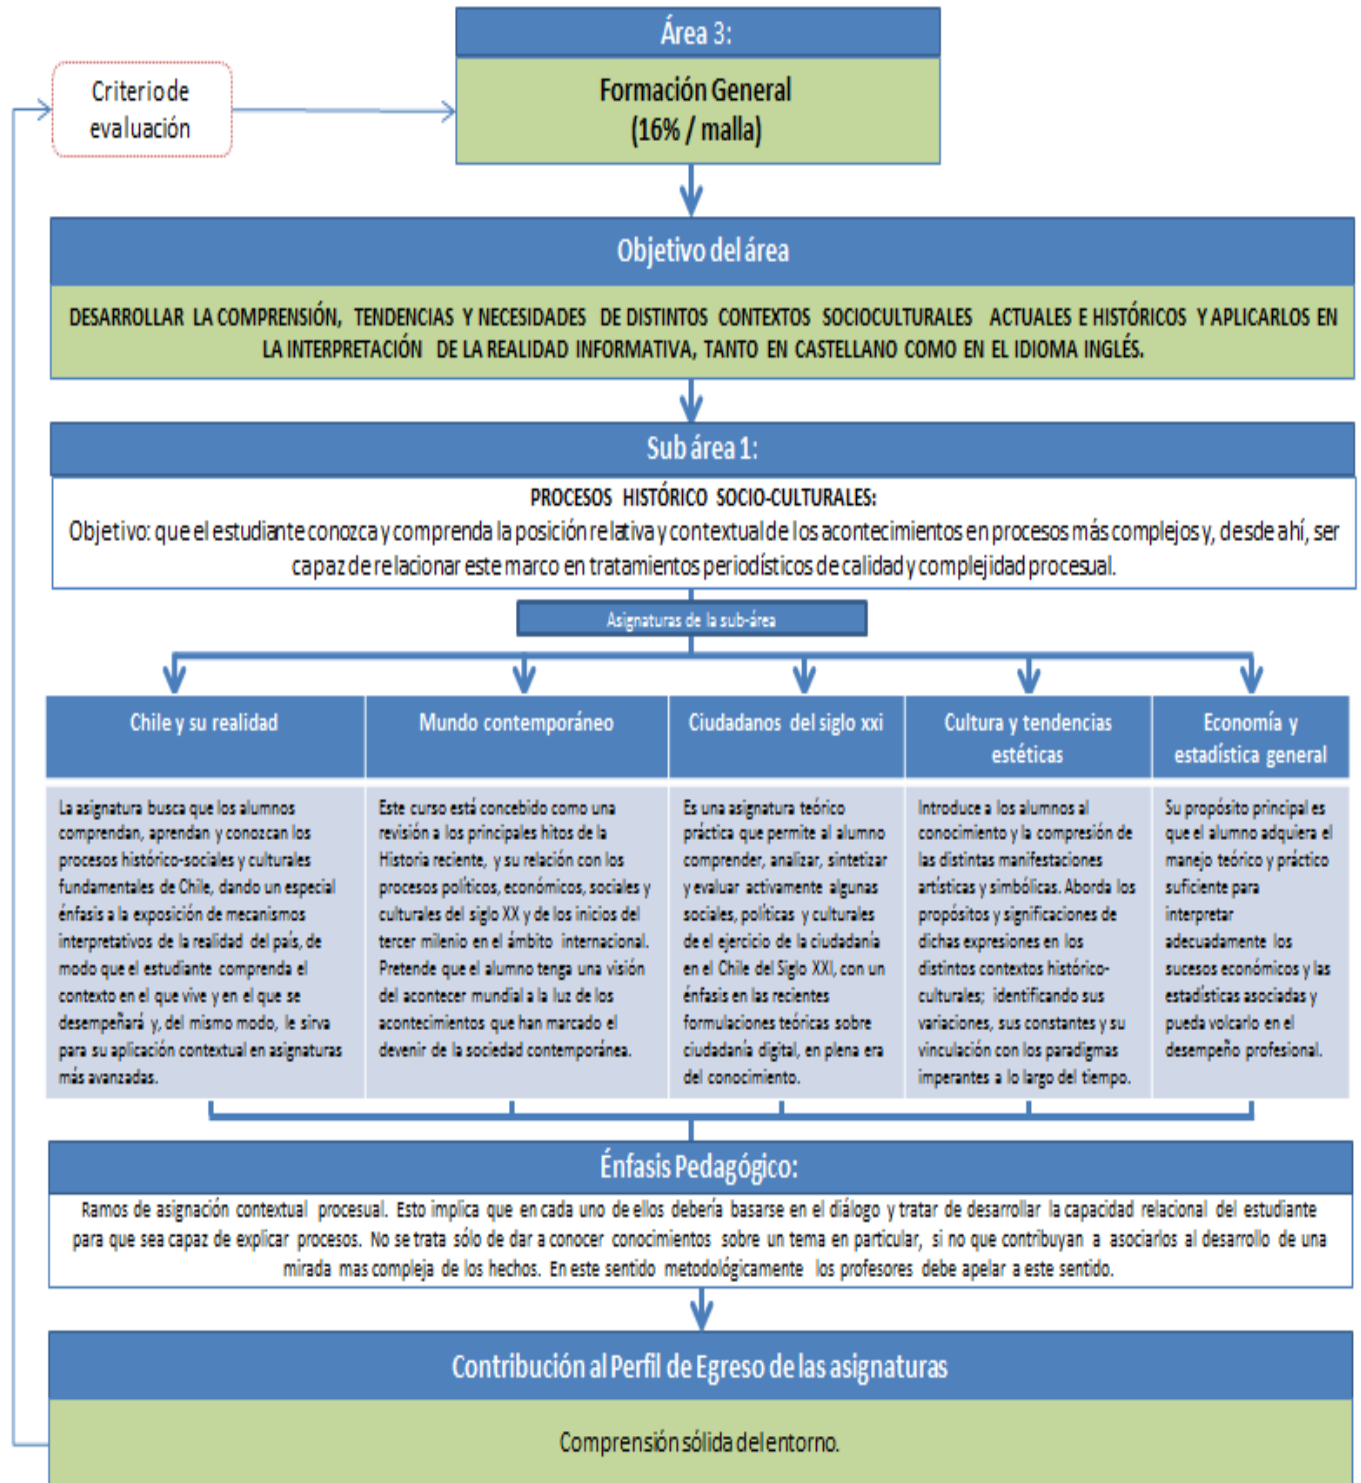 Área 3:
Formación General
(16% / malla)
Criterio de
evaluación
Objetivo del área
DESARROLLAR LA COMPRENSIÓN, TENDENCIAS Y NECESIDADES DE DISTINTOS CONTEXTOS SOCIOCULTURALES ACTUALES E HISTÓRICOS Y APLICARLOS EN
LA INTERPRETACIÓN DE LA REALIDAD INFORMATIVA, TANTO EN CASTELLANO COMO EN EL IDIOMA INGLÉS.
Sub área 1:
PROCESOS HISTÓRICO SOCIO-CULTURALES:
Objetivo: que el estudiante conozca y comprenda la posición relativa y contextual de los acontecimientos en procesos más complejos y, desde ahí, ser
capaz de relacionar este marco en tratamientos periodísticos de calidad y complejidad procesual.
Asignaturas de la sub-área
Chile y su realidad
La asignatura busca que los alumnos
comprendan, aprendan y conozcan los
procesos histórico-sociales y culturales
fundamentales de Chile, dando un especial
énfasis a la exposición de mecanismos
interpretativos de la realidad del país, de
modo que el estudiante comprenda el
contexto en el que vive y en el que se
desempeñará y, del mismo modo, le sirva
para su aplicación contextual en asignaturas
más avanzadas.
Mundo contemporáneo
Este curso está concebido como una
revisión a los principales hitos de la
Historia reciente, y su relación con los
procesos políticos, económicos, sociales y
culturales del siglo XX y de los inicios del
tercer milenio en el ámbito internacional.
Pretende que el alumno tenga una visión
del acontecer mundial a la luz de los
acontecimientos que han marcado el
devenir de la sociedad contemporánea.
Ciudadanos del siglo xxi
Es una asignatura teórico
práctica que permite al alumno
comprender, analizar, sintetizar
y evaluar activamente algunas
sociales, políticas y culturales
de el ejercicio de la ciudadanía
en el Chile del Siglo XXI, con un
énfasis en las recientes
formulaciones teóricas sobre
ciudadanía digital, en plena era
del conocimiento.
Cultura y tendencias
estéticas
Introduce a los alumnos al
conocimiento y la compresión de
las distintas manifestaciones
artísticas y simbólicas. Aborda los
propósitos y significaciones de
dichas expresiones en los
distintos contextos histórico-
culturales; identificando sus
variaciones, sus constantes y su
vinculación con los paradigmas
imperantes a lo largo del tiempo.
Economía y
estadística general
Su propósito principal es
que el alumno adquiera el
manejo teórico y práctico
suficiente para
interpretar
adecuadamente los
sucesos económicos y las
estadísticas asociadas y
pueda volcarlo en el
desempeño profesional.
Énfasis Pedagógico:
Ramos de asignación contextual procesual. Esto implica que en cada uno de ellos debería basarse en el diálogo y tratar de desarrollar la capacidad relacional del estudiante
para que sea capaz de explicar procesos. No se trata sólo de dar a conocer conocimientos sobre un tema en particular, si no que contribuyan a asociarlos al desarrollo de una
mirada mas compleja de los hechos. En este sentido metodológicamente los profesores debe apelar a este sentido.
Contribución al Perfil de Egreso de las asignaturas
Comprensión sólida del entorno.